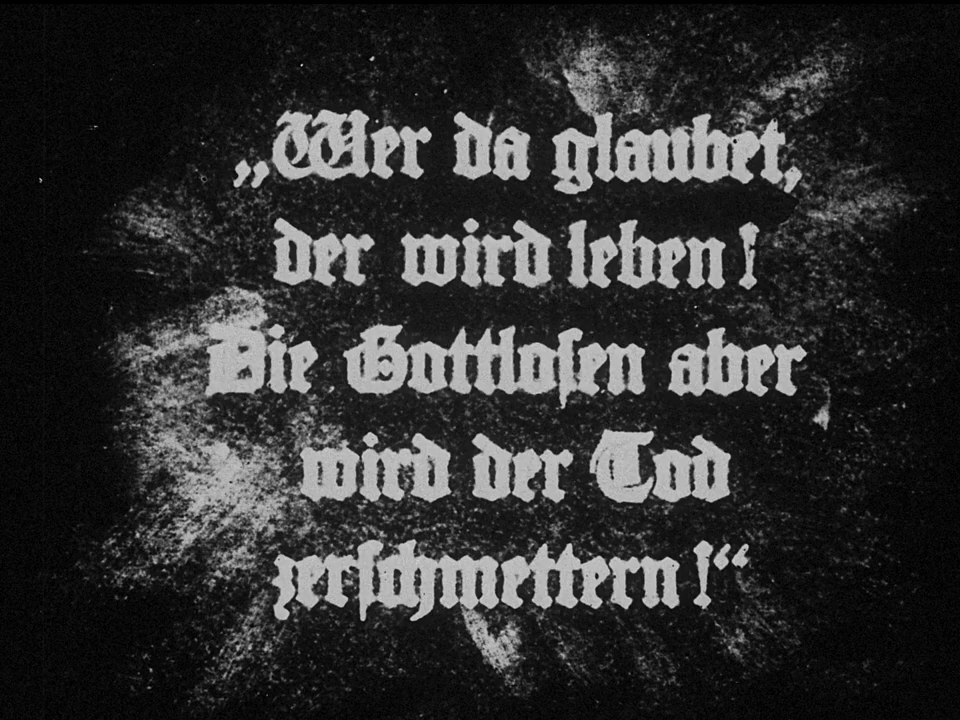 „Wer da glaubet,
der wird leben!
Die Gottlosen aber
wird der Tod
zerschmettern!“